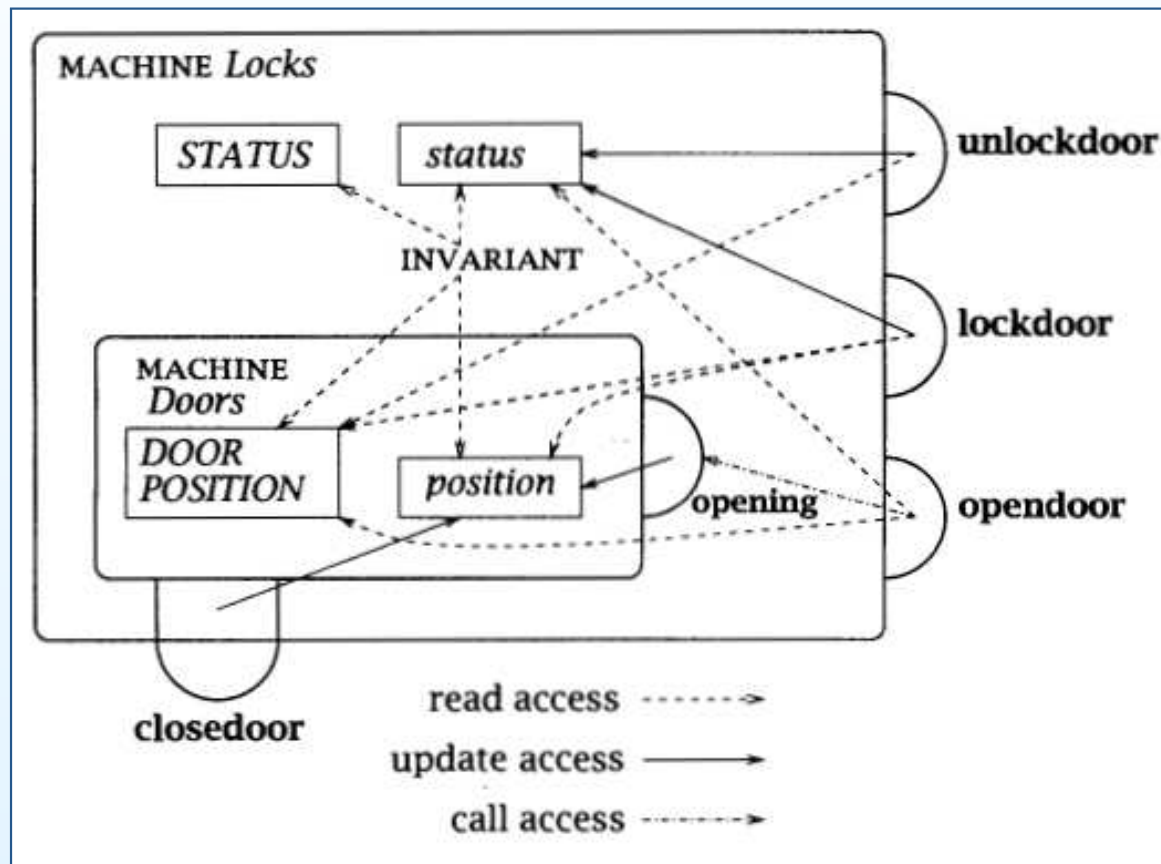 MACHINE Locks
STATUS
status
unlockdoor
INVARIANT
lockdoor
MACHINE
Doors
DOOR
POSITION
position
opening
opendoor
closedoor
read access
update access
call access